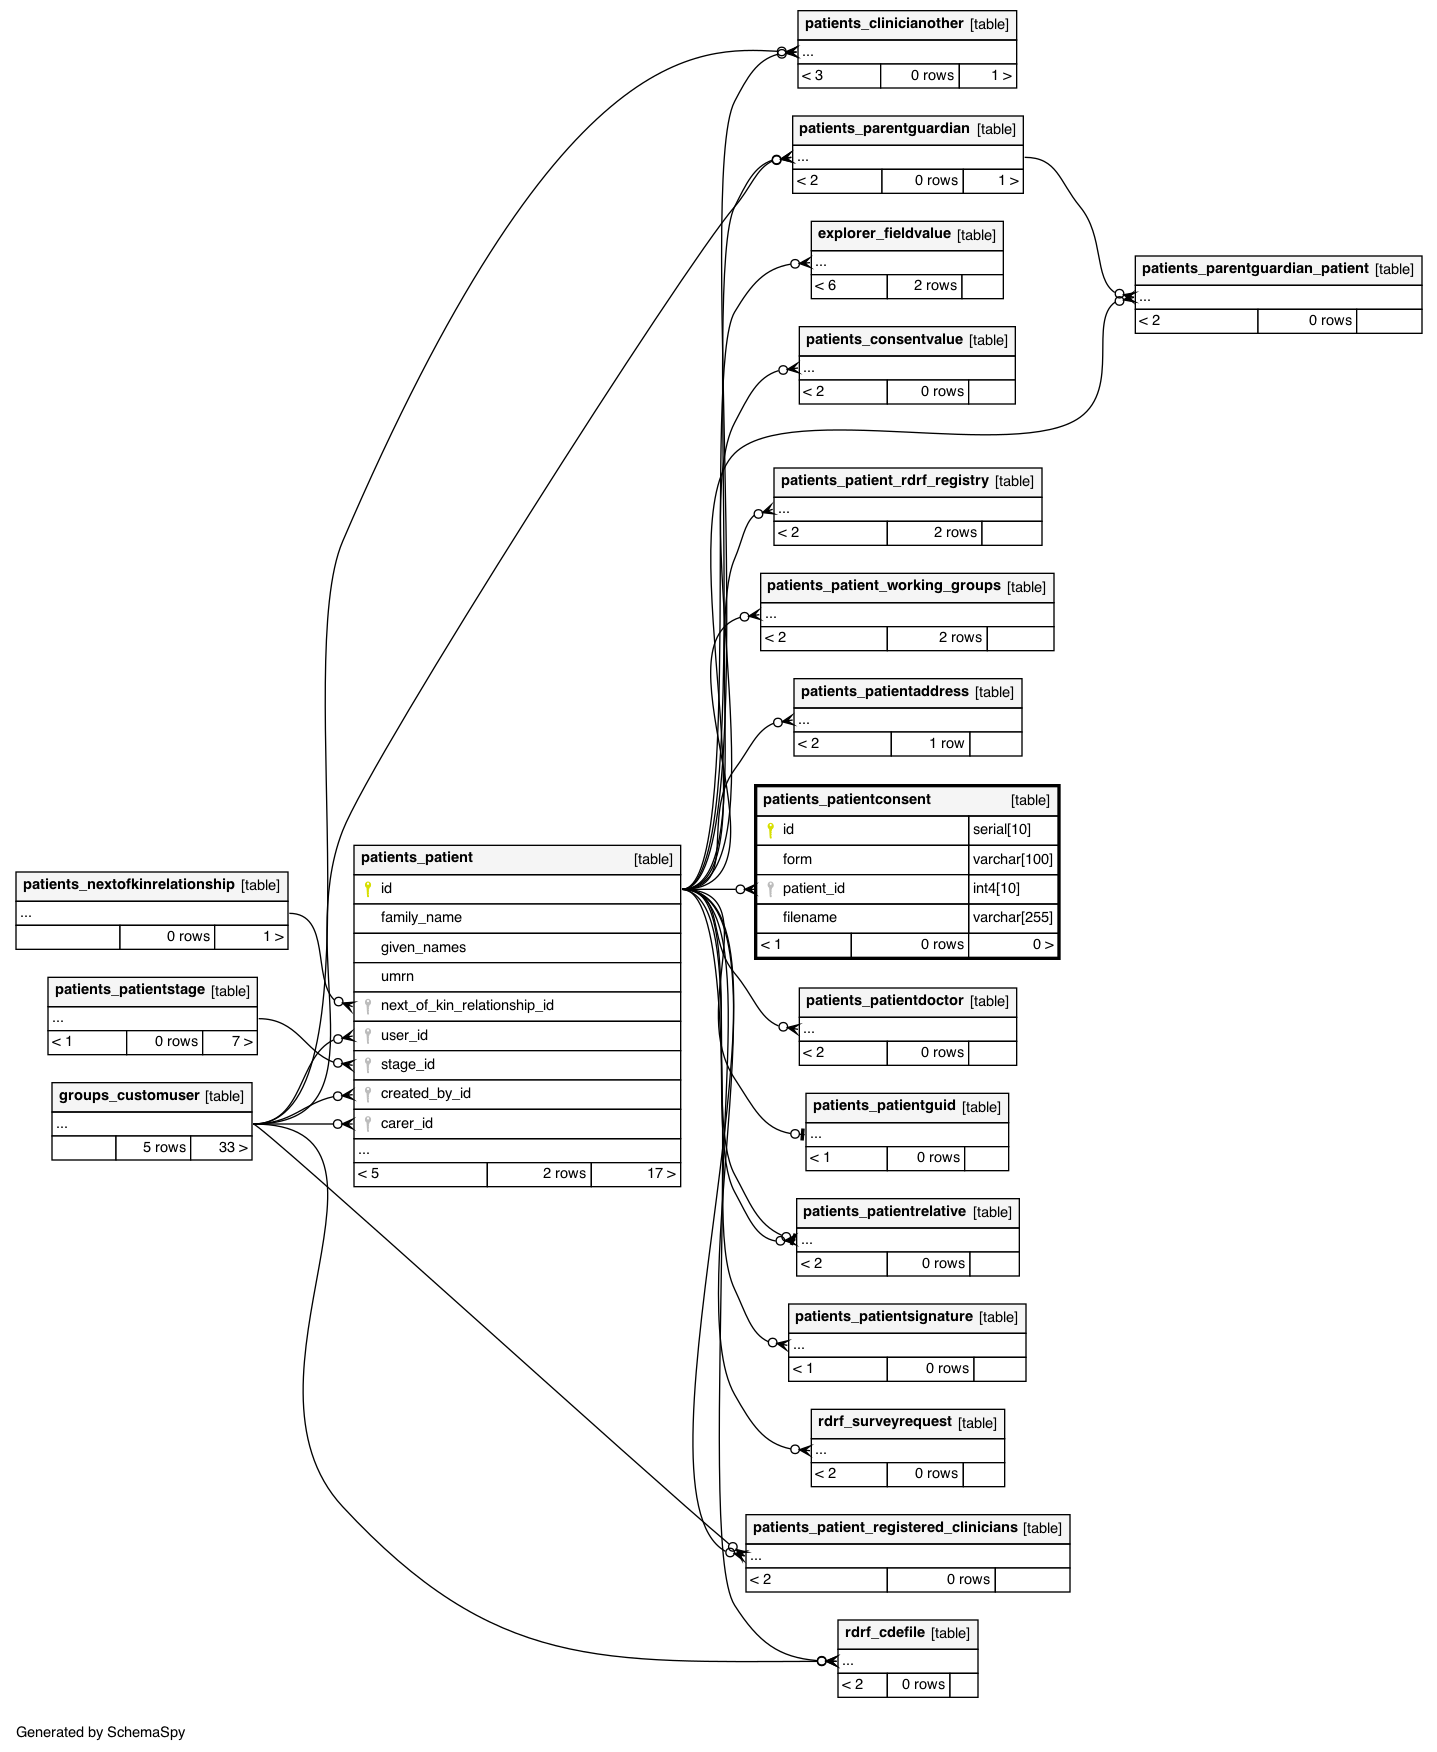 patients_clinicianother [table]
...
< 3 0 rows 1 >
patients_parentguardian [table]
...
< 2 0 rows 1 >
explorer_fieldvalue [table]
...
< 6 2 rows
patients_parentguardian_patient [table]
...
< 2 0 rows
patients_consentvalue [table]
...
< 2 0 rows
patients_patient_rdrf_registry [table]
...
< 2 2 rows
patients_patient_working_groups [table]
...
< 2 2 rows
patients_patientaddress [table]
...
< 2 1 row
patients_patientconsent [table]
id serial[10]
form varchar[100]
patient_id int4[10]
filename varchar[255]
< 1 0 rows 0 >
patients_patient [table]
id
family_name
given_names
umrn
next_of_kin_relationship_id
user_id
stage_id
created_by_id
carer_id
...
< 5 2 rows 17 >
patients_nextofkinrelationship [table]
...
0 rows 1 >
patients_patientstage [table]
...
< 1 0 rows 7 >
groups_customuser [table]
...
5 rows 33 >
patients_patientdoctor [table]
...
< 2 0 rows
patients_patientguid [table]
...
< 1 0 rows
patients_patientrelative [table]
...
< 2 0 rows
patients_patientsignature [table]
...
< 1 0 rows
rdrf_surveyrequest [table]
...
< 2 0 rows
patients_patient_registered_clinicians [table]
...
< 2 0 rows
rdrf_cdefile [table]
...
< 2 0 rows
Generated by SchemaSpy